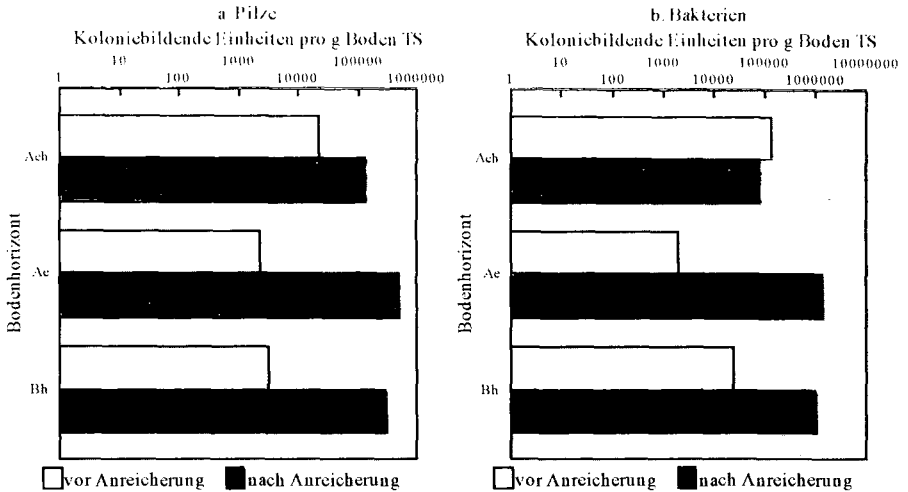 a. Pilze
Koloniebildende Einheiten pro g Boden TS
1 10 100 1000 10000 100000 1000000
Bodenhorizont
Aeh
Ae
Bh
vor Anreicherung nach Anreicherung
b. Bakterien
Koloniebildende Einheiten pro g Boden TS
1 10 100 1000 10000 100000 1000000 10000000
Bodenhorizont
Aeh
Ae
Bh
vor Anreicherung nach Anreicherung